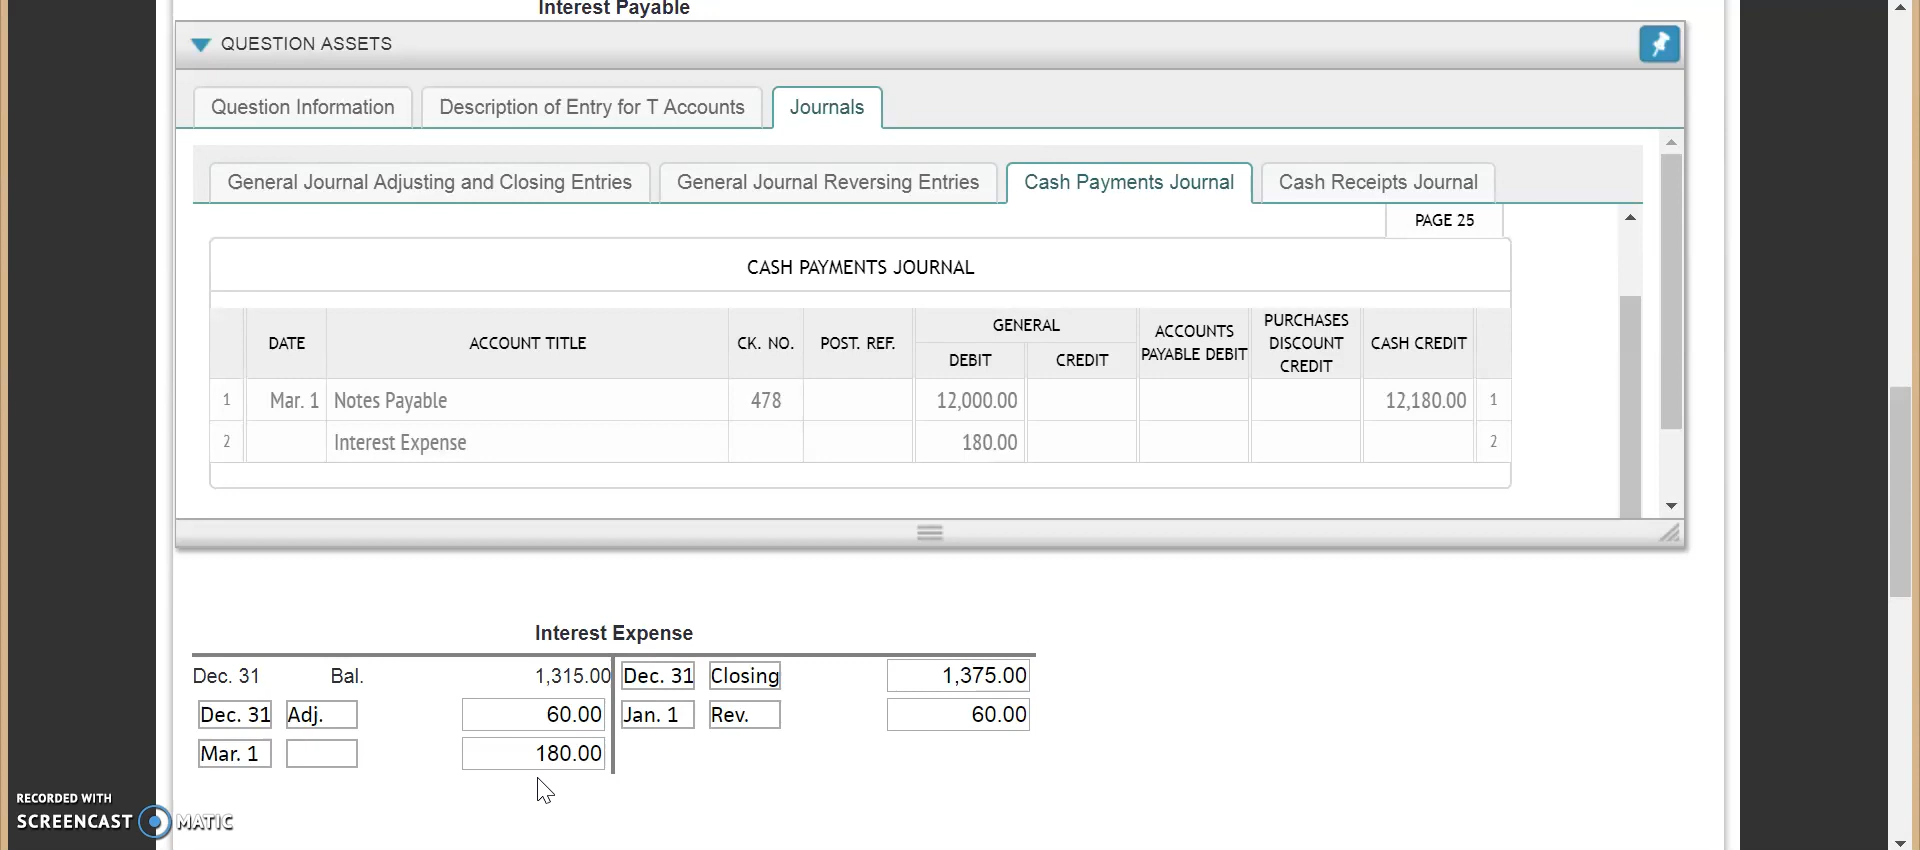 Interest Payable
QUESTION ASSETS
Question Information
Description of Entry for T Accounts
Journals
General Journal Adjusting and Closing Entries
General Journal Reversing Entries
Cash Payments Journal
Cash Receipts Journal
PAGE 25
CASH PAYMENTS JOURNAL
DATE ACCOUNT TITLE CK. NO. POST. REF. GENERAL DEBIT CREDIT ACCOUNTS PAYABLE DEBIT PURCHASES DISCOUNT CREDIT CASH CREDIT
1 Mar. 1 Notes Payable 478 12,000.00 12,180.00 1
2 Interest Expense 180.00 2
Interest Expense
Dec. 31 Bal. 1,315.00 Dec. 31 Closing 1,375.00
Dec. 31 Adj. 60.00 Jan. 1 Rev. 60.00
Mar. 1 180.00
RECORDED WITH
SCREENCAST MATIC